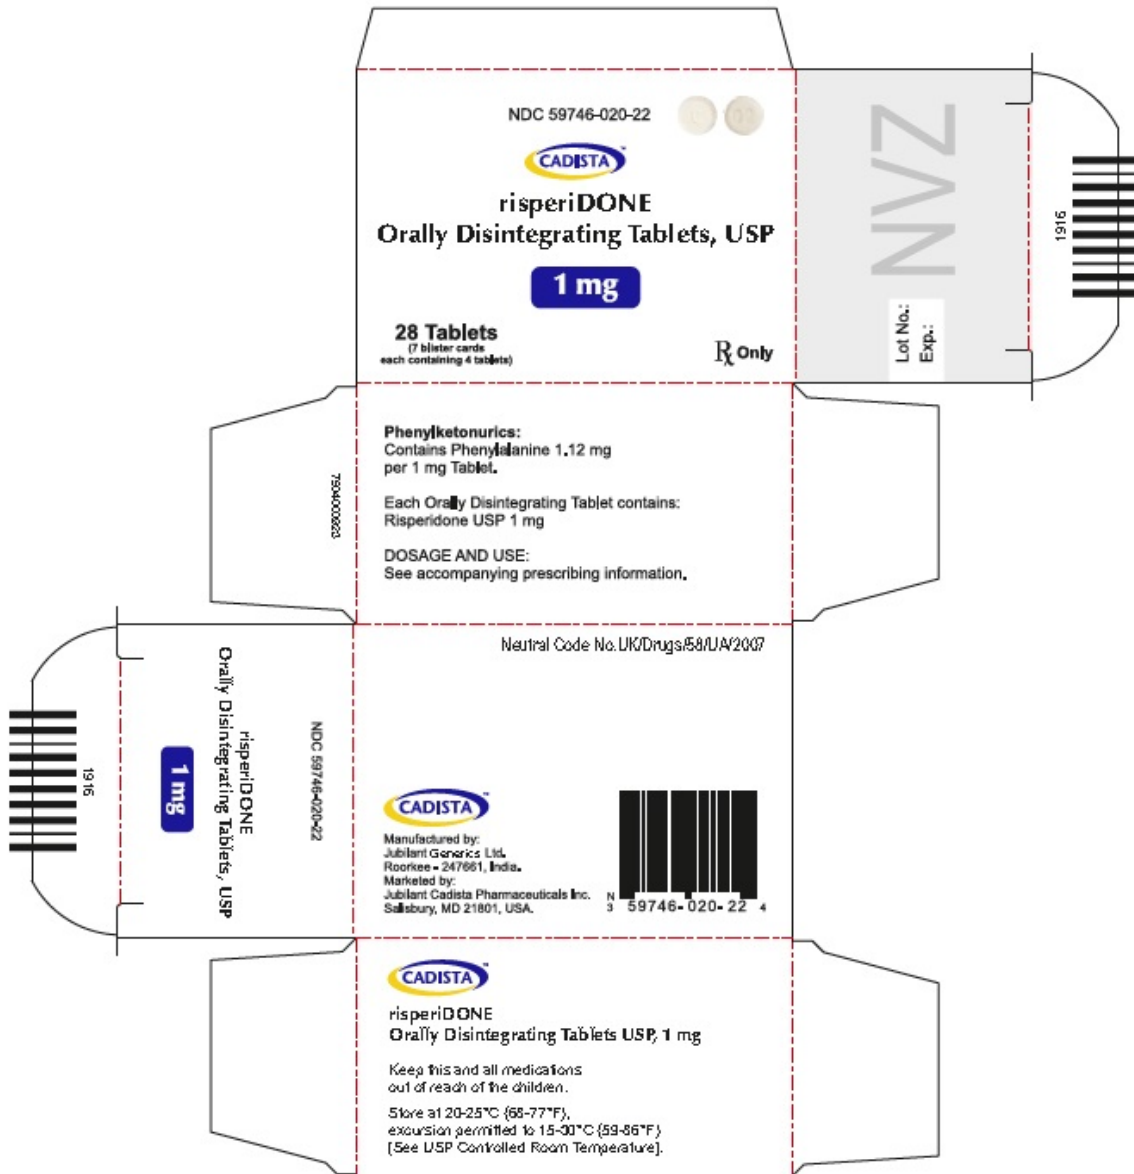 NDC 59746-020-22
CADISTA™
risperiDONE
Orally Disintegrating Tablets, USP
1 mg
28 Tablets
(7 blister cards
each containing 4 tablets)
Rx Only
NVZ
Lot No.:
Exp.:
1916
Phenylketonurics:
Contains Phenylalanine 1.12 mg
per 1 mg Tablet.
Each Orally Disintegrating Tablet contains:
Risperidone USP 1 mg
DOSAGE AND USE:
See accompanying prescribing information.
Neutral Code No.UK/Drugs/58/UA/2007
1916
1 mg
risperiDONE
Orally Disintegrating Tablets, USP
NDC 59746-020-22
CADISTA™
Manufactured by:
Jubilant Generics Ltd.
Roorkee - 247661, India.
Marketed by:
Jubilant Cadista Pharmaceuticals Inc.
Salisbury, MD 21801, USA.
N
3 59746-020-22 4
CADISTA™
risperiDONE
Orally Disintegrating Tablets USP, 1 mg
Keep this and all medications
out of reach of the children.
Store at 20-25°C (68-77°F),
excursion permitted to 15-30°C (59-86°F)
[See USP Controlled Room Temperature].